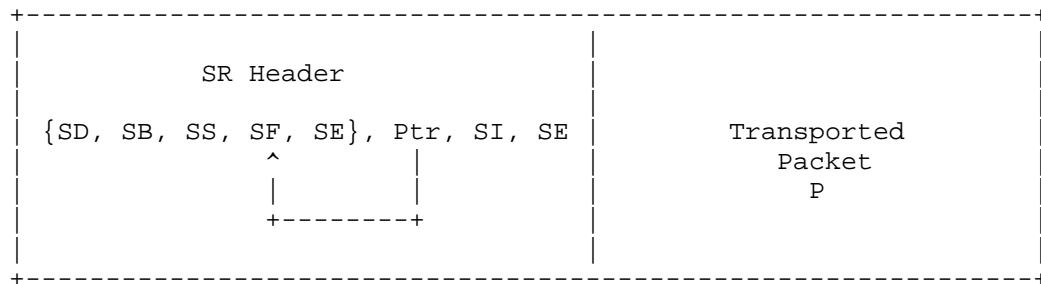 SR Header
{SD, SB, SS, SF, SE}, Ptr, SI, SE
Transported
Packet
P